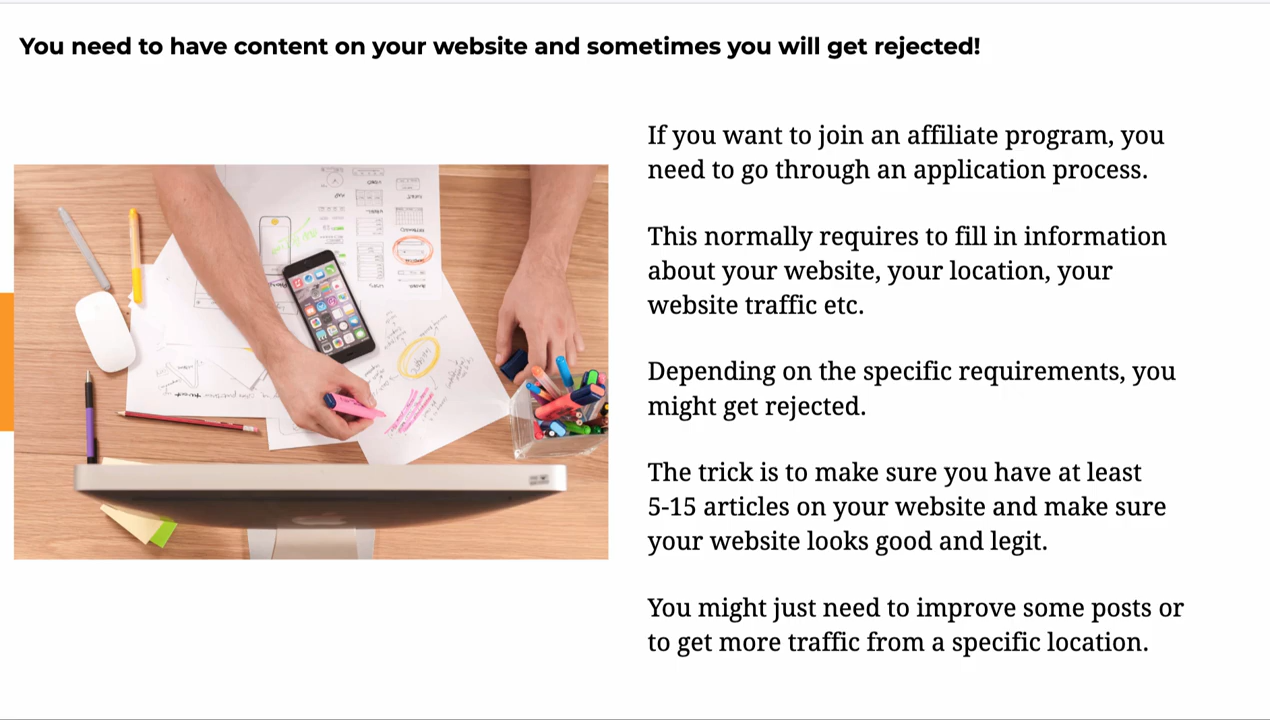 You need to have content on your website and sometimes you will get rejected!
If you want to join an affiliate program, you
need to go through an application process.
This normally requires to fill in information
about your website, your location, your
website traffic etc.
Depending on the specific requirements, you
might get rejected.
The trick is to make sure you have at least
5-15 articles on your website and make sure
your website looks good and legit.
You might just need to improve some posts or
to get more traffic from a specific location.